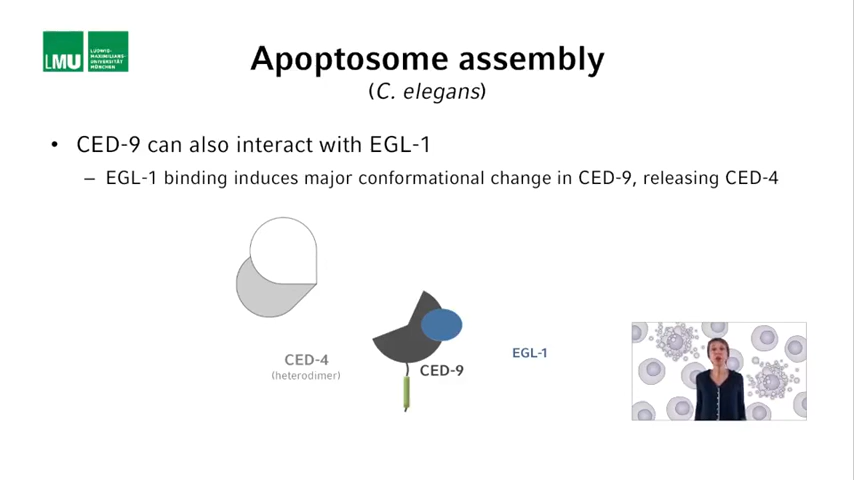 LMU
LUDWIG-
MAXIMILIANS-
UNIVERSITÄT
MÜNCHEN
Apoptosome assembly
(C. elegans)
• CED-9 can also interact with EGL-1
– EGL-1 binding induces major conformational change in CED-9, releasing CED-4
CED-4
(heterodimer)
CED-9
EGL-1